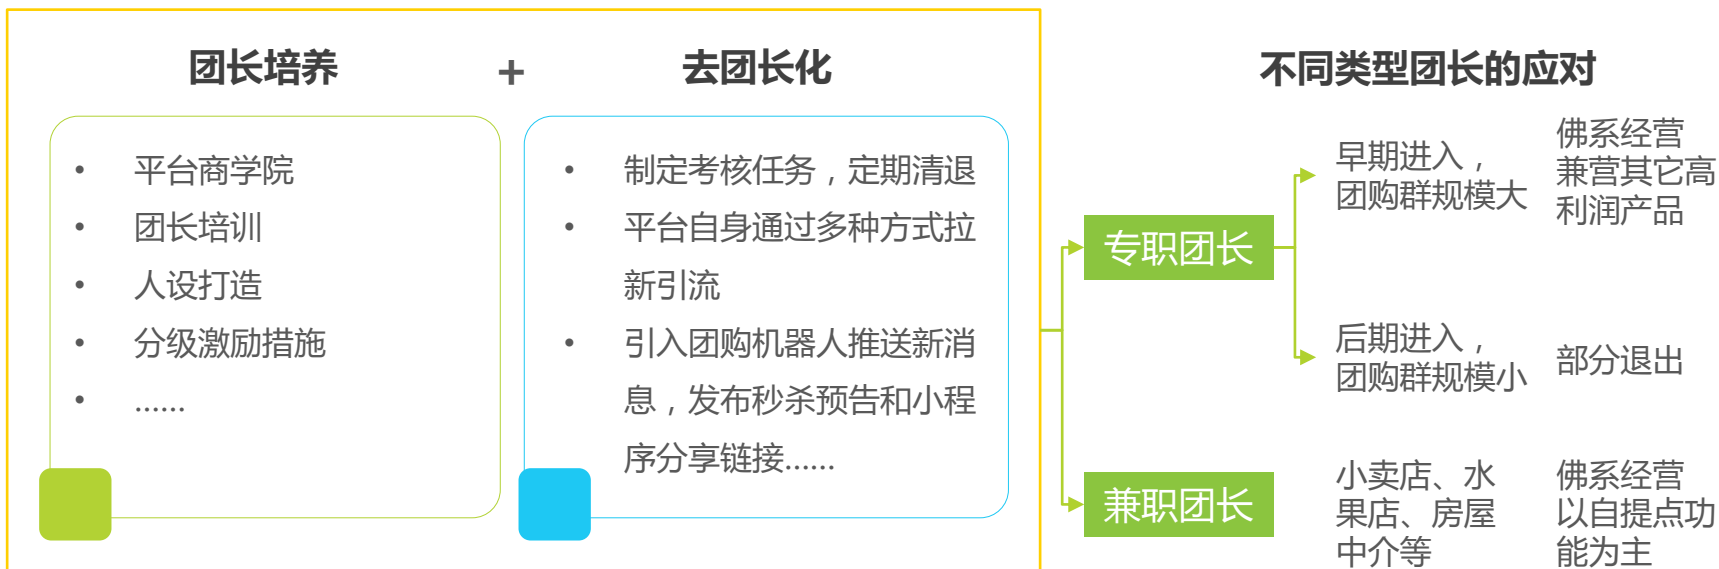 团长培养
+
去团长化
不同类型团长的应对
• 平台商学院
• 团长培训
• 人设打造
• 分级激励措施
• ......
• 制定考核任务，定期清退
• 平台自身通过多种方式拉
新引流
• 引入团购机器人推送新消
息，发布秒杀预告和小程
序分享链接......
专职团长
早期进入，
团购群规模大
佛系经营
兼营其它高
利润产品
后期进入，
团购群规模小
部分退出
兼职团长
小卖店、水
果店、房屋
中介等
佛系经营
以自提点功
能为主